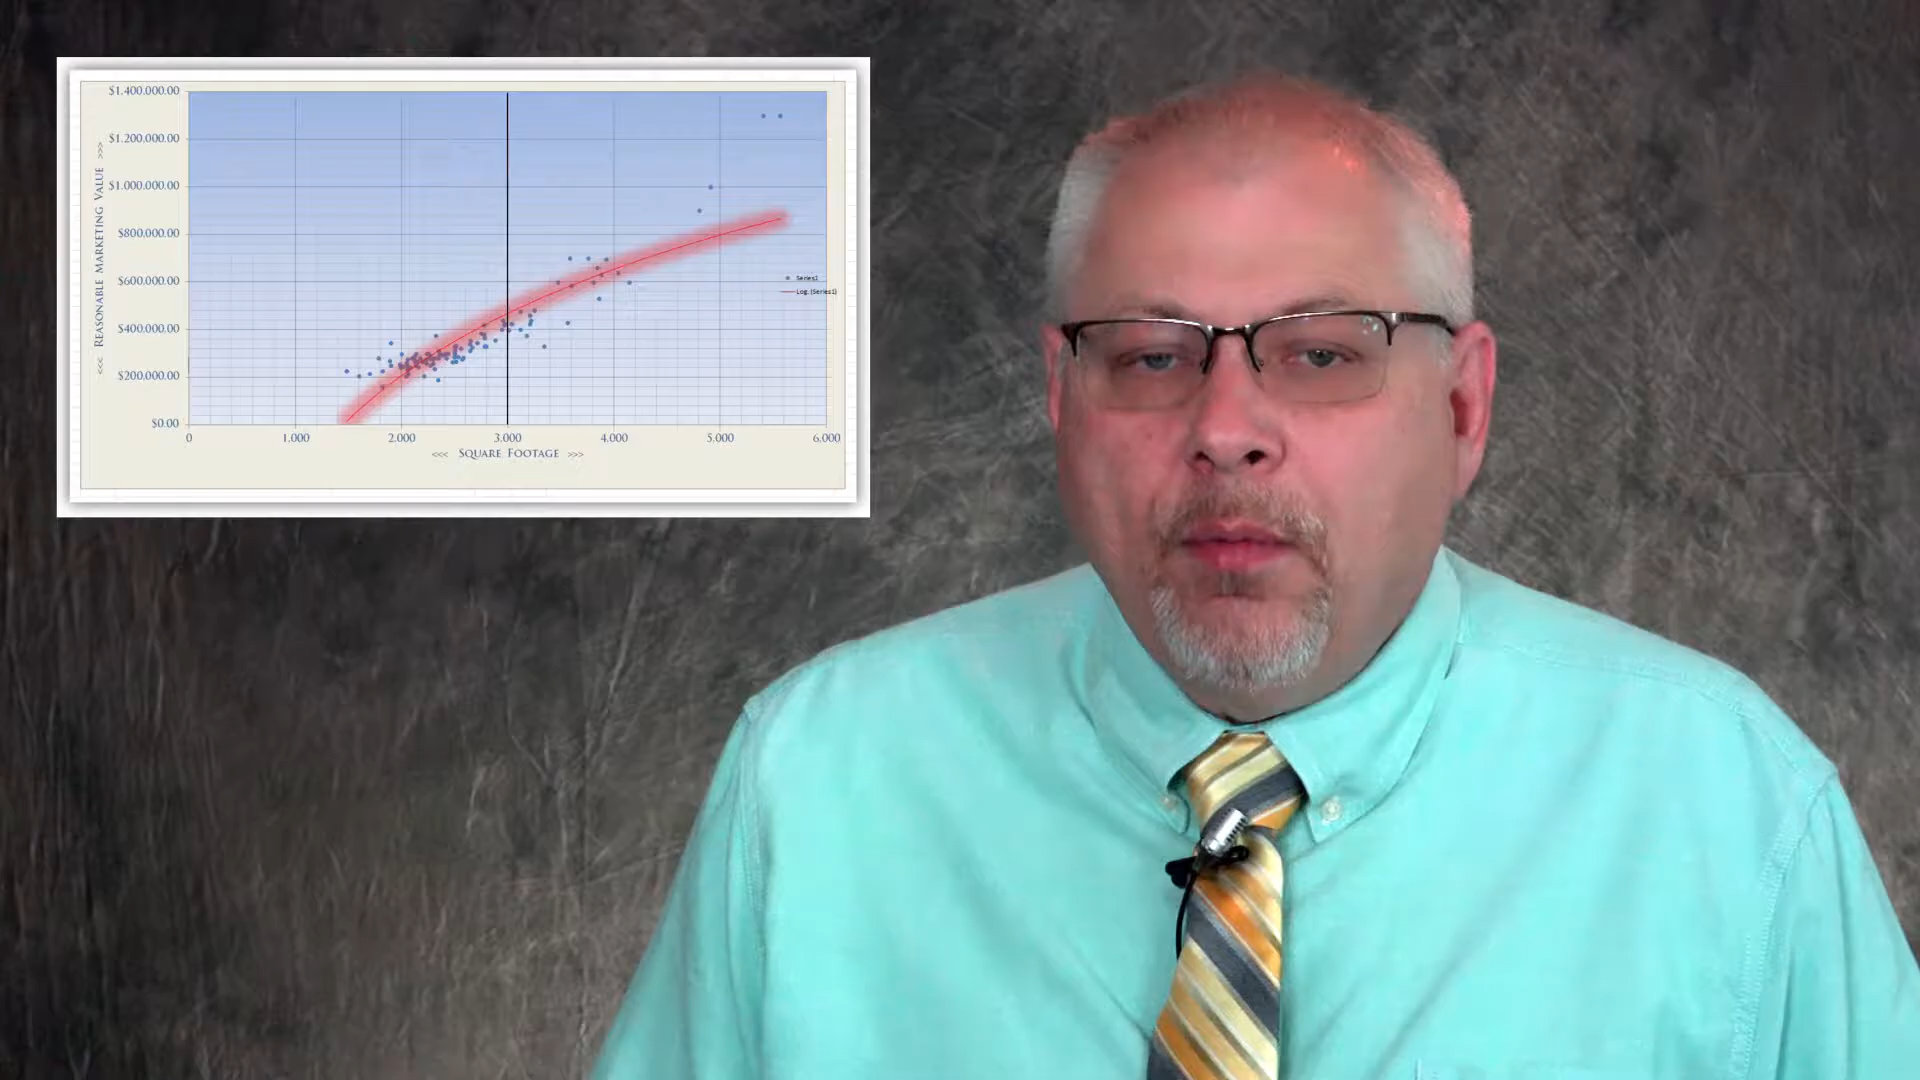 $1.400.000.00
$1.200.000.00
$1.000.000.00
$800.000.00
$600.000.00
$400.000.00
$200.000.00
$0.00
<<< Reasonable Marketing Value >>>
0 1.000 2.000 3.000 4.000 5.000 6.000
<<< Square Footage >>>
Series1
Log. (Series1)